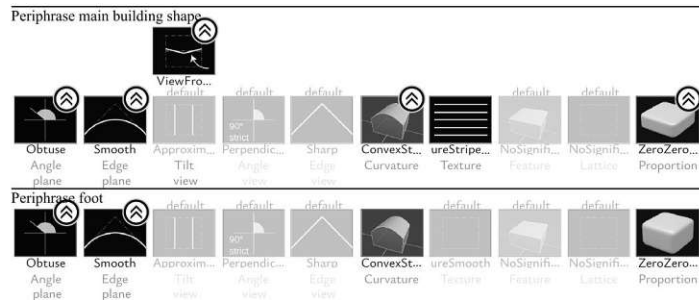 Periphrase main building shape
ViewFro...
default default default default default default
Obtuse Smooth Approxim... Perpendic... Sharp ConvexSt... ureStripe... NoSignifi... NoSignifi... ZeroZero...
90°
strict
Angle Edge Tilt Angle Edge Curvature Texture Feature Lattice Proportion
plane plane view view view
Periphrase foot
default default default default default default
Obtuse Smooth Approxim... Perpendic... Sharp ConvexSt... ureSmooth NoSignifi... NoSignifi... ZeroZero...
90°
strict
Angle Edge Tilt Angle Edge Curvature Texture Feature Lattice Proportion
plane plane view view view